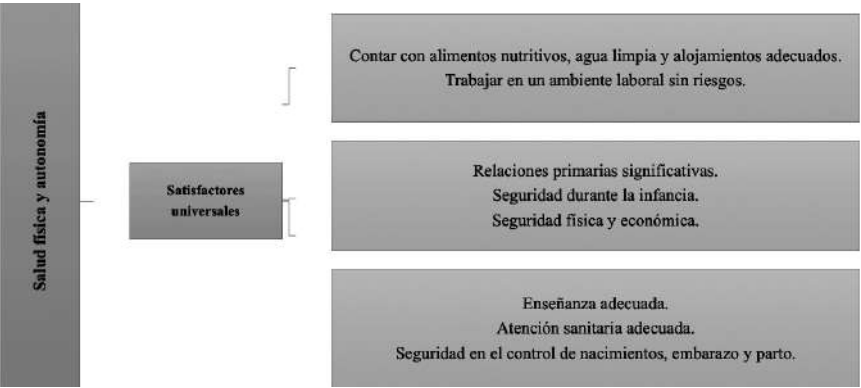 Salud física y autonomía
Satisfactores
universales
Contar con alimentos nutritivos, agua limpia y alojamientos adecuados.
Trabajar en un ambiente laboral sin riesgos.
Relaciones primarias significativas.
Seguridad durante la infancia.
Seguridad física y económica.
Enseñanza adecuada.
Atención sanitaria adecuada.
Seguridad en el control de nacimientos, embarazo y parto.